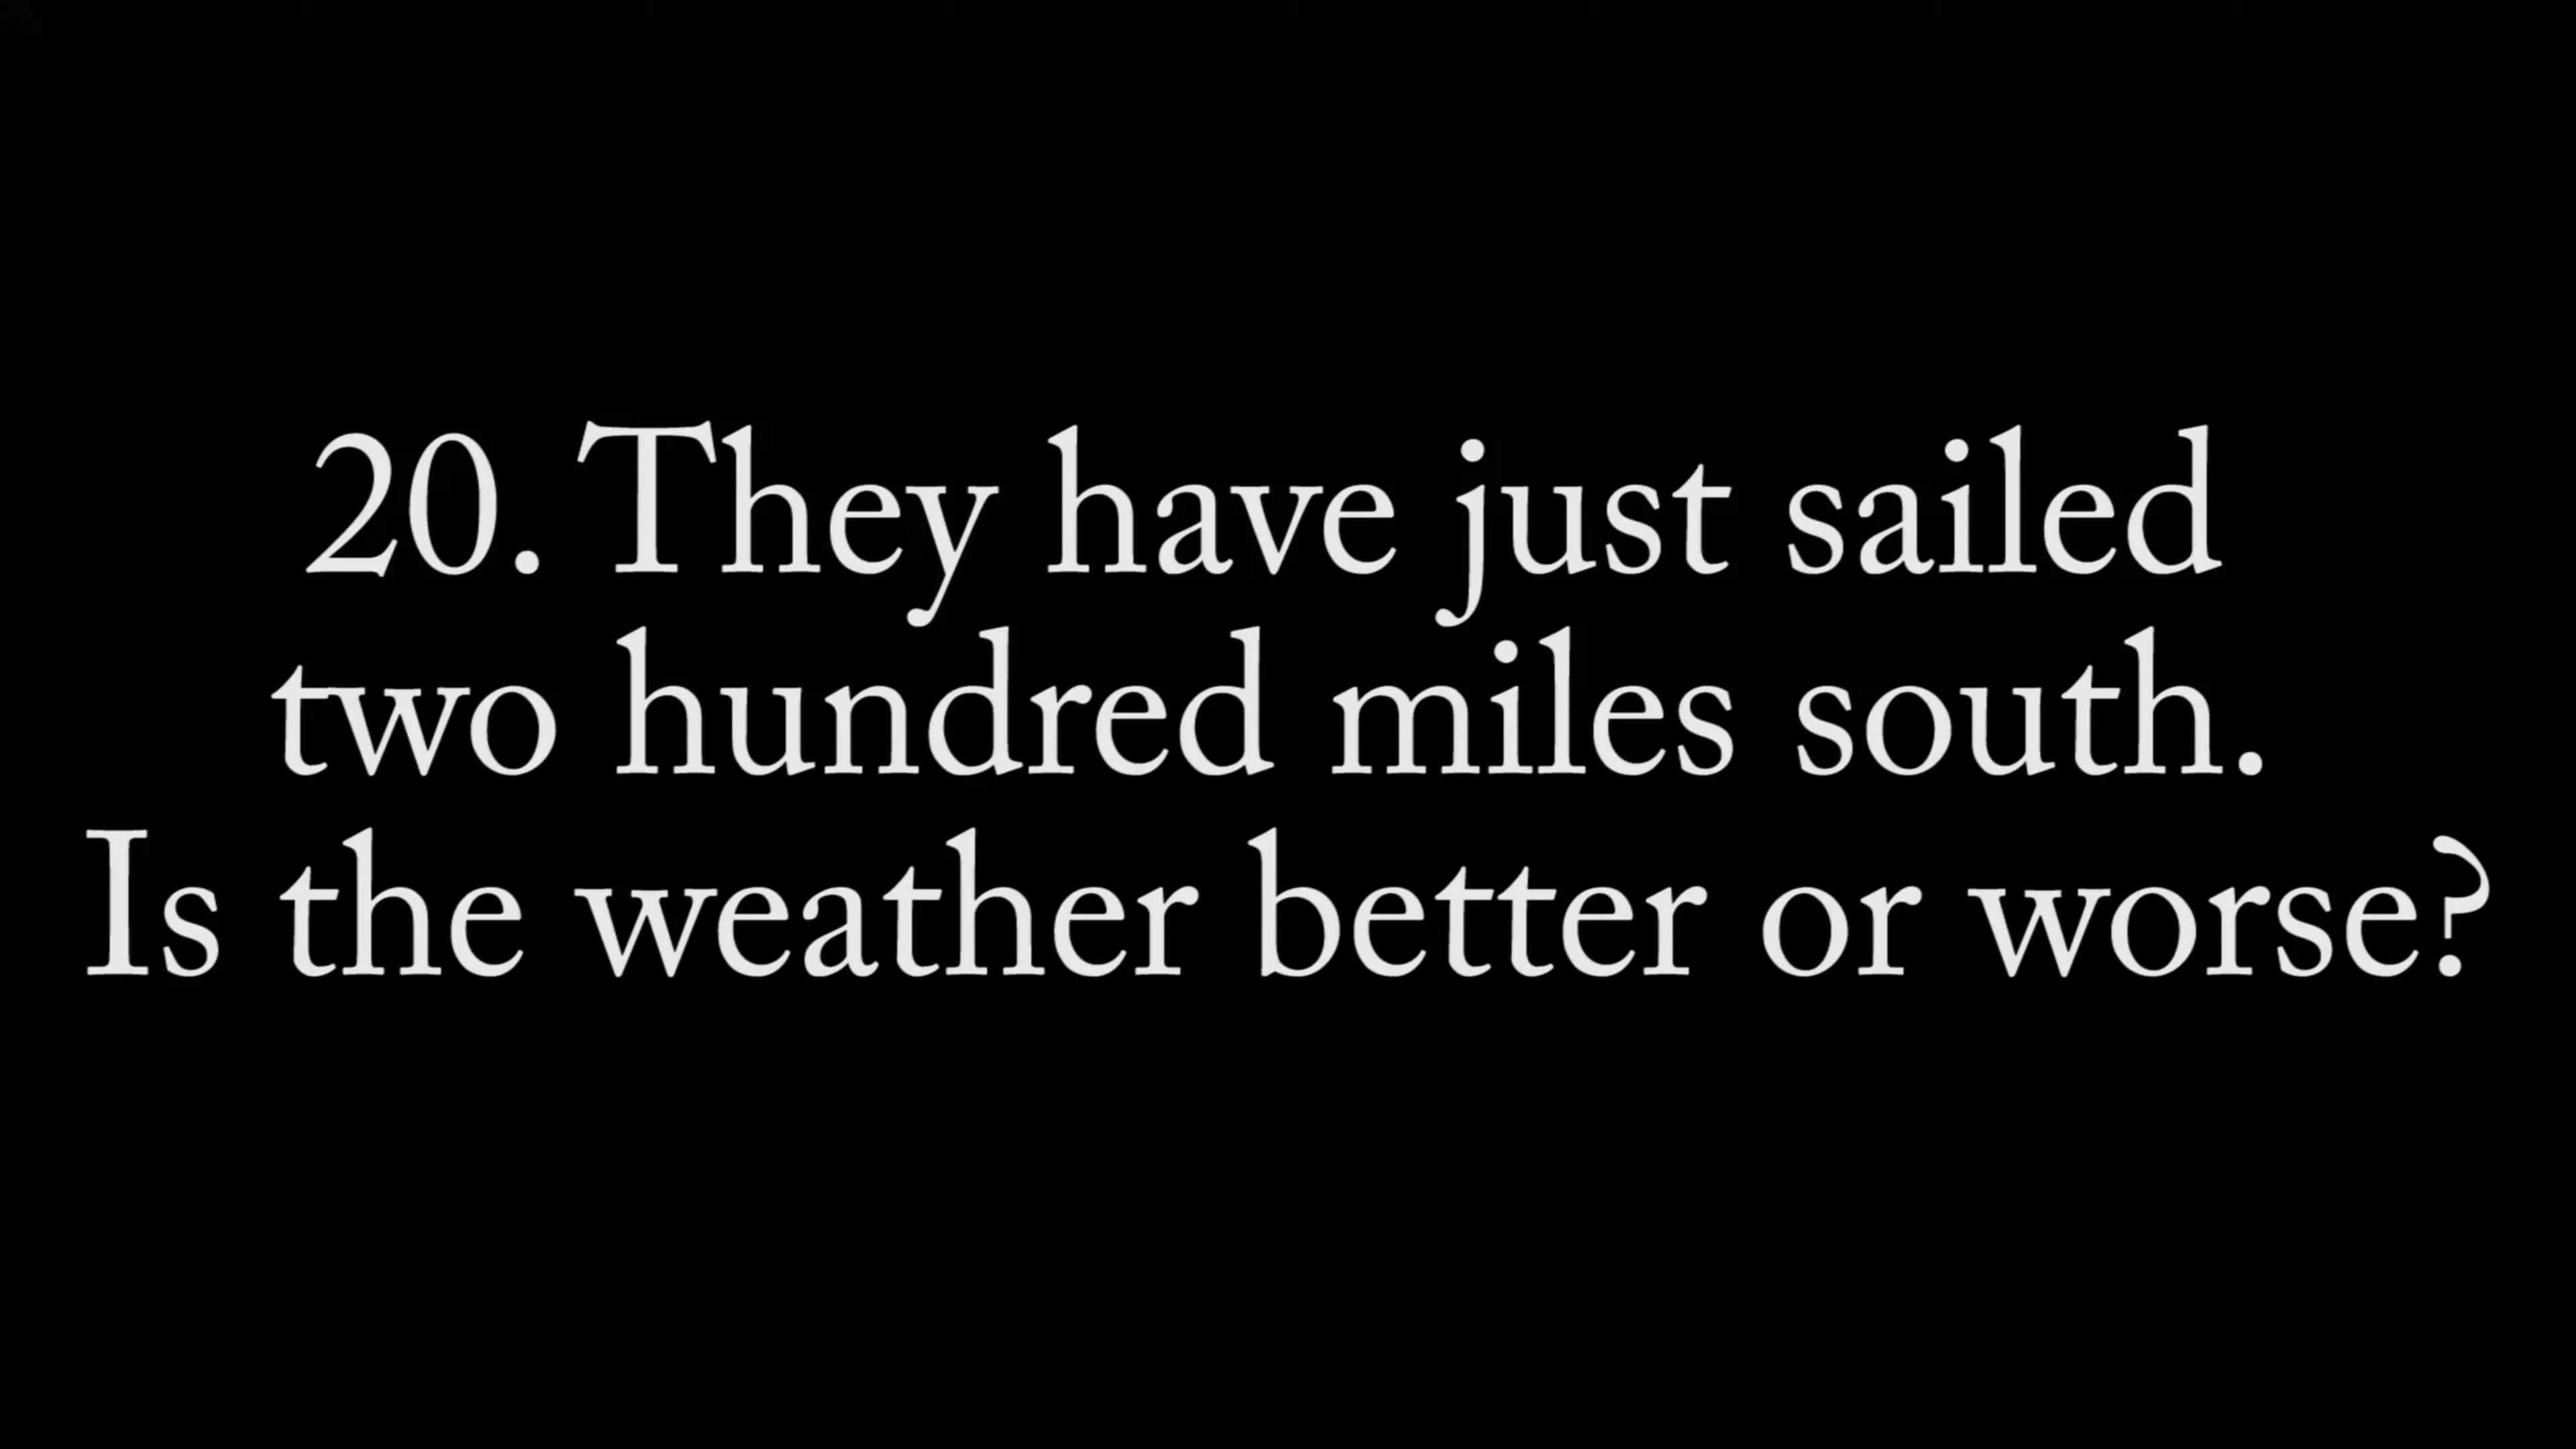 20. They have just sailed
two hundred miles south.
Is the weather better or worse?